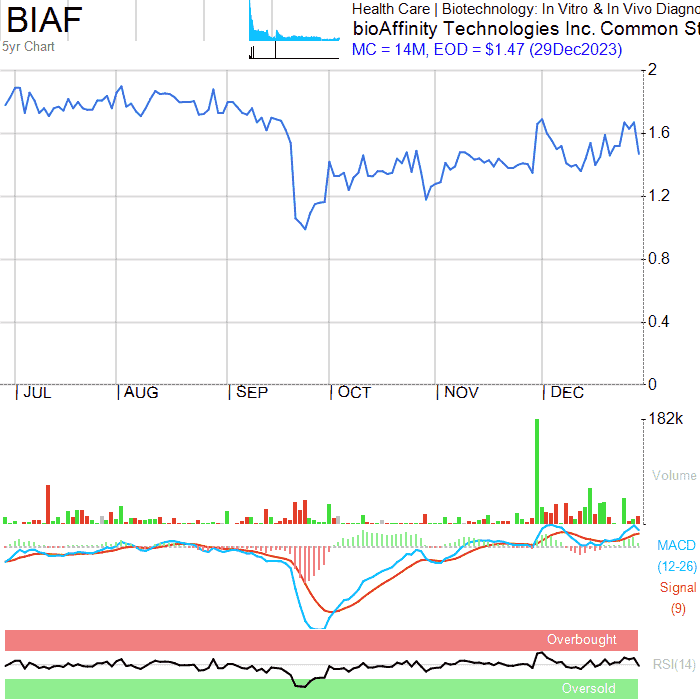 BIAF
5yr Chart
Health Care | Biotechnology: In Vitro & In Vivo Diagno
bioAffinity Technologies Inc. Common St
MC = 14M, EOD = $1.47 (29Dec2023)
2
1.6
1.2
0.8
0.4
0
JUL AUG SEP OCT NOV DEC
182k
Volume
MACD
(12-26)
Signal
(9)
Overbought
RSI(14)
Oversold